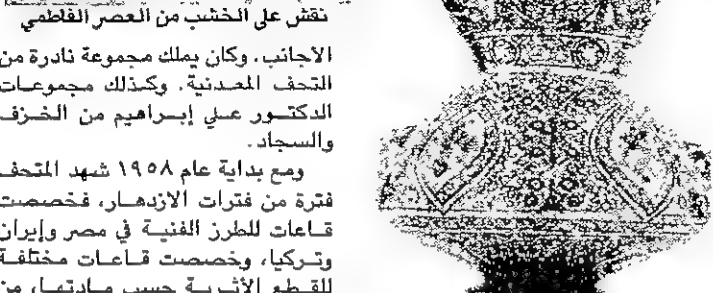 نقش على الخشب من العصر الفاطمي
الاجانب. وكان يملك مجموعة نادرة من
التحف المعدنية. وكذلك مجموعات
الدكتور علي إبراهيم من الخزف
والسجاد.
ومع بداية عام ١٩٥٨ شهد المتحف
فترة من فترات الازدهار، فخصصت
قاعات للطرز الفنية في مصر وإيران
وتركيا، وخصصت قاعات مختلفة
للقطع الأثرية حسب مادتها، من